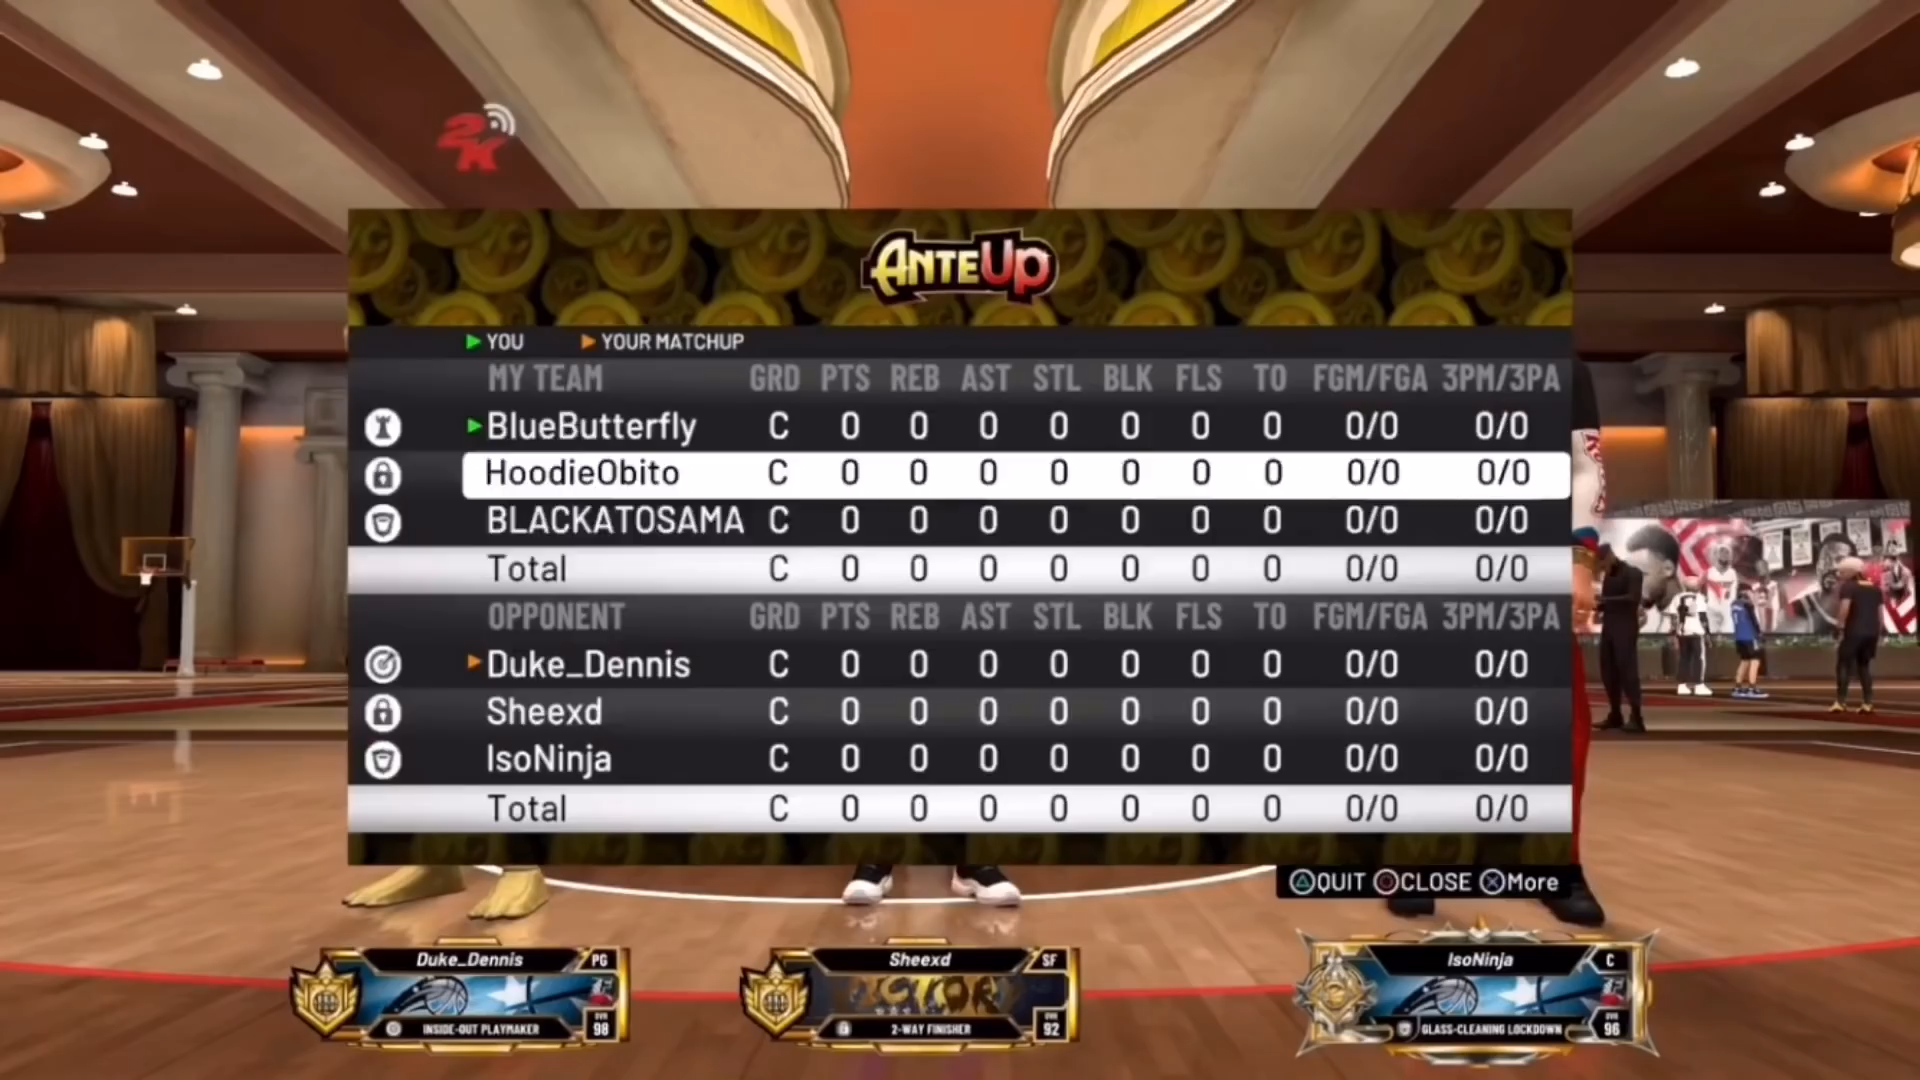 2K
ANTEUP
YOU YOUR MATCHUP
MY TEAM GRD PTS REB AST STL BLK FLS TO FGM/FGA 3PM/3PA
BlueButterfly C 0 0 0 0 0 0 0 0/0 0/0
HoodieObito C 0 0 0 0 0 0 0 0/0 0/0
BLACKATOSAMA C 0 0 0 0 0 0 0 0/0 0/0
Total C 0 0 0 0 0 0 0 0/0 0/0
OPPONENT GRD PTS REB AST STL BLK FLS TO FGM/FGA 3PM/3PA
Duke_Dennis C 0 0 0 0 0 0 0 0/0 0/0
Sheexd C 0 0 0 0 0 0 0 0/0 0/0
IsoNinja C 0 0 0 0 0 0 0 0/0 0/0
Total C 0 0 0 0 0 0 0 0/0 0/0
QUIT CLOSE More
Duke_Dennis PG
INSIDE-OUT PLAYMAKER OVR 98
Sheexd SF
VICTORY
2-WAY FINISHER OVR 92
IsoNinja C
GLASS-CLEANING LOCKDOWN OVR 96